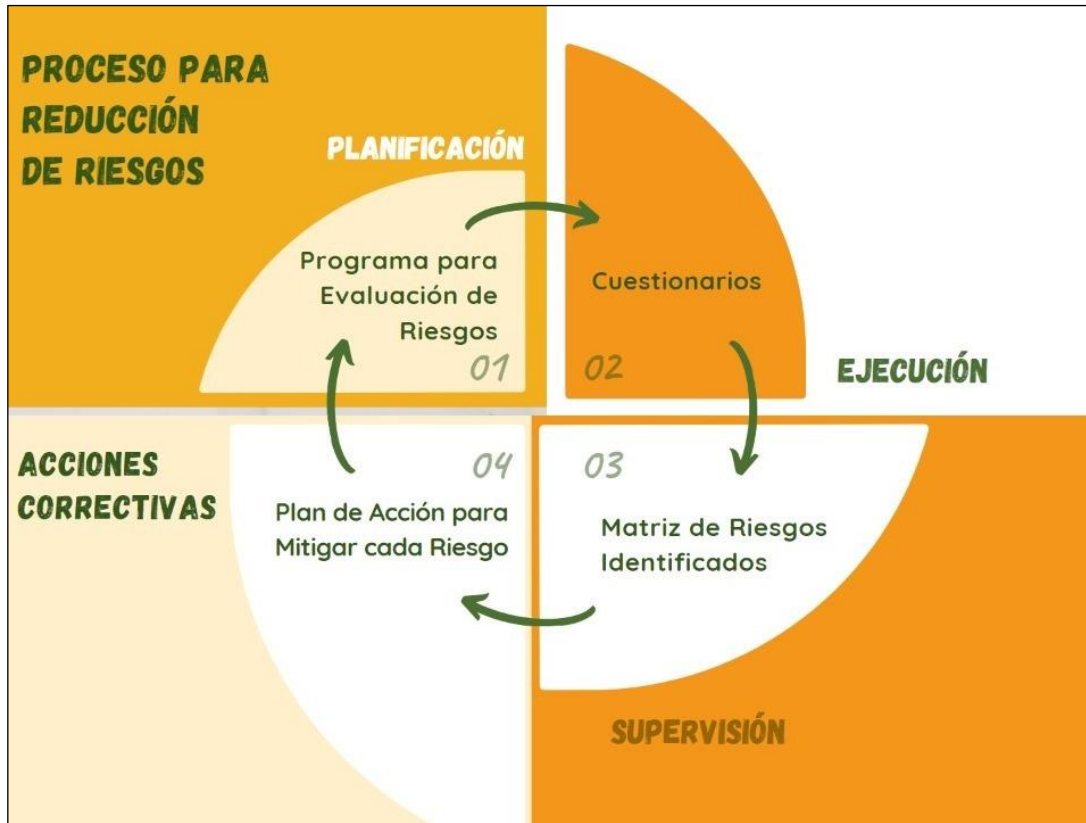 PROCESO PARA
REDUCCIÓN
DE RIESGOS
PLANIFICACIÓN
Programa para
Evaluación de
Riesgos
01
Cuestionarios
02
EJECUCIÓN
03
Matriz de Riesgos
Identificados
SUPERVISIÓN
ACCIONES
CORRECTIVAS
04
Plan de Acción para
Mitigar cada Riesgo